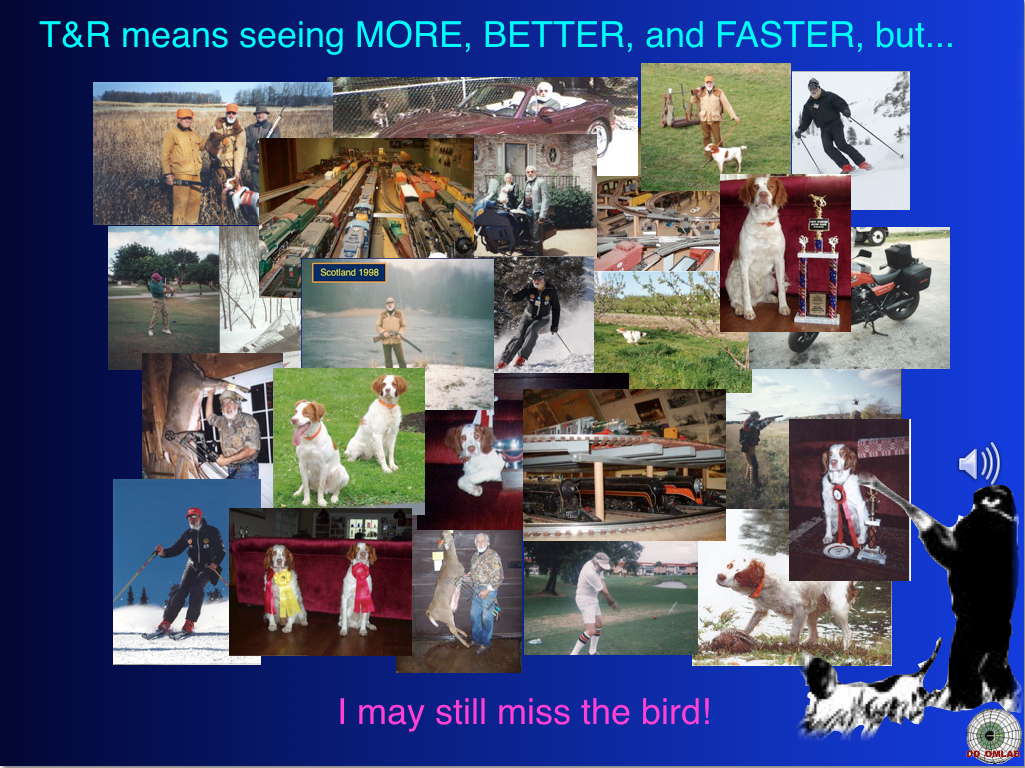 T&R means seeing MORE, BETTER, and FASTER, but...
Scotland 1998
I may still miss the bird!
OD OMLAB